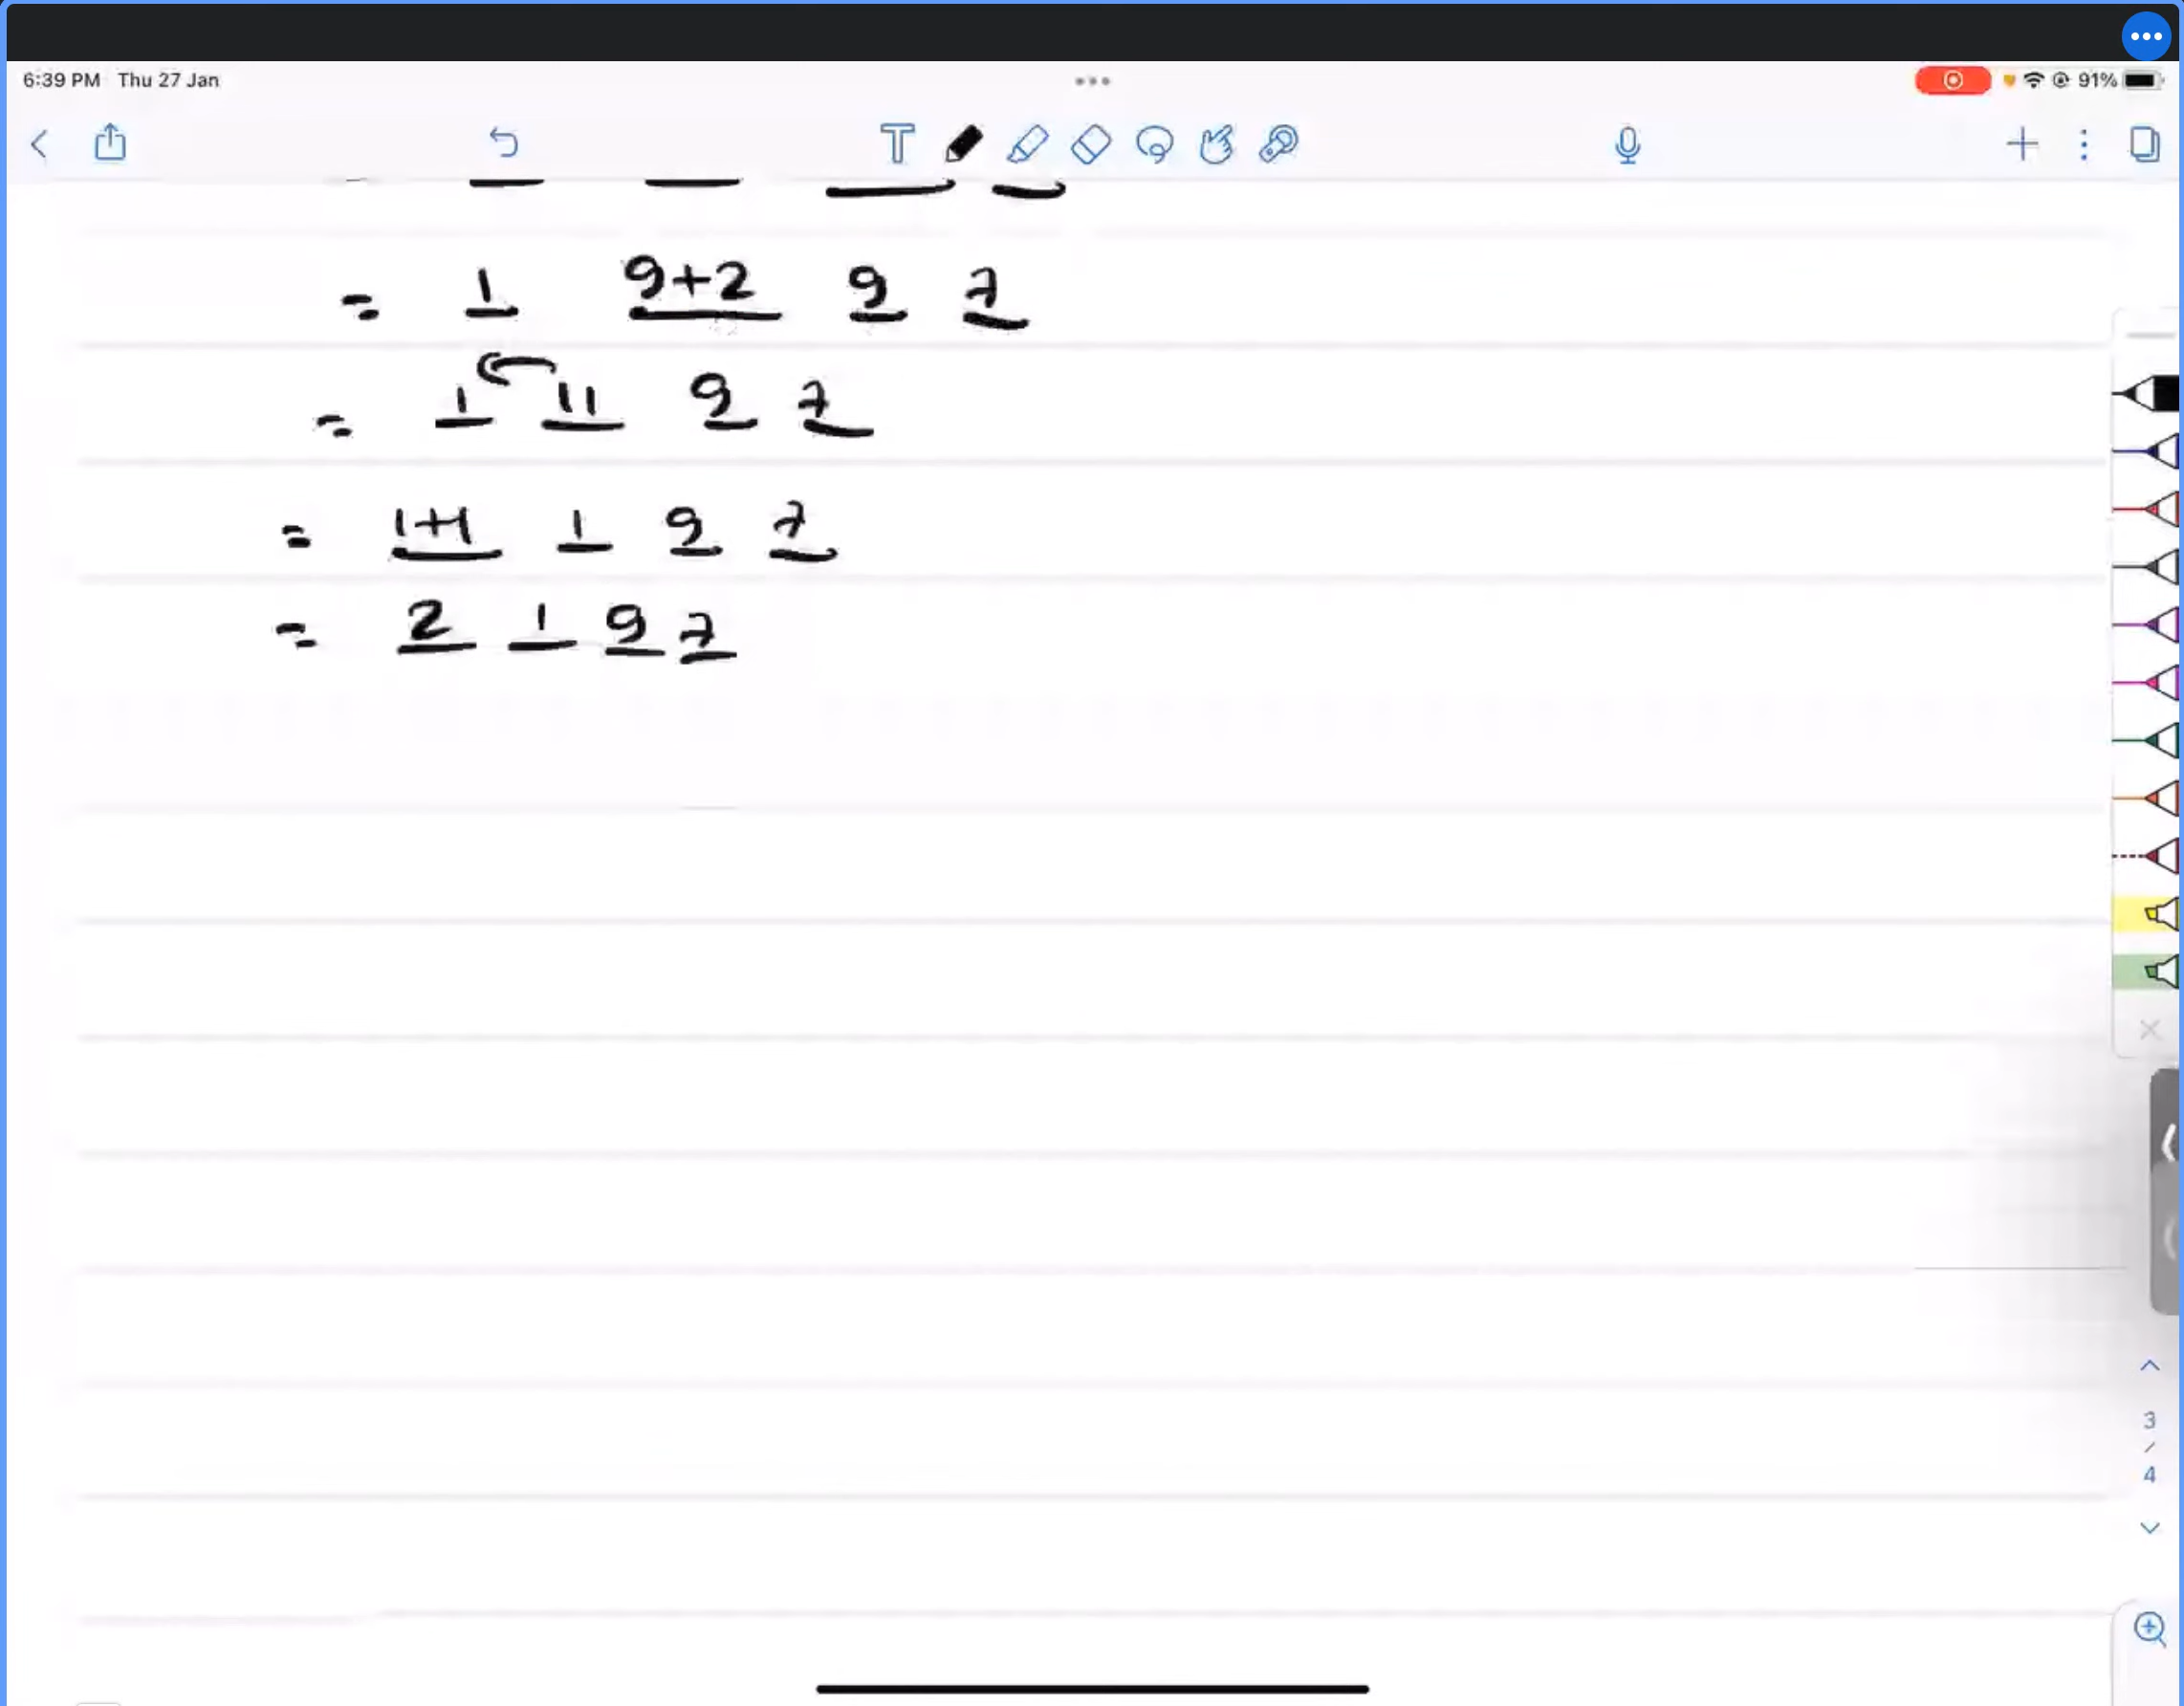 6:39 PM Thu 27 Jan 91%
= 1 9+2 9 7
= 1 11 9 7
= 1+1 1 9 7
= 2 1 9 7
3
/
4